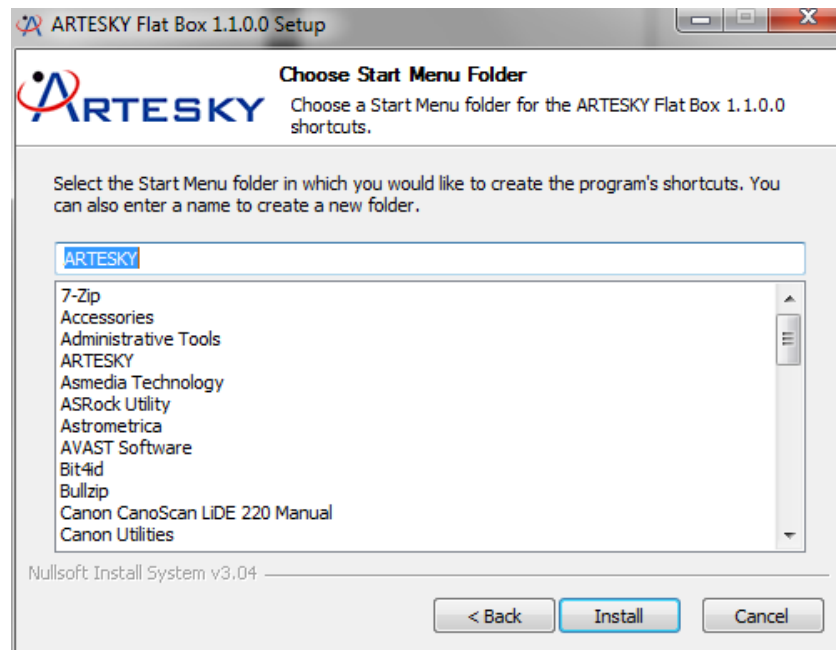 ARTESKY Flat Box 1.1.0.0 Setup
ARTESKY
Choose Start Menu Folder
Choose a Start Menu folder for the ARTESKY Flat Box 1.1.0.0
shortcuts.
Select the Start Menu folder in which you would like to create the program's shortcuts. You
can also enter a name to create a new folder.
ARTESKY
7-Zip
Accessories
Administrative Tools
ARTESKY
Asmedia Technology
ASRock Utility
Astrometrica
AVAST Software
Bit4id
Bullzip
Canon CanoScan LiDE 220 Manual
Canon Utilities
Nullsoft Install System v3.04
< Back Install Cancel